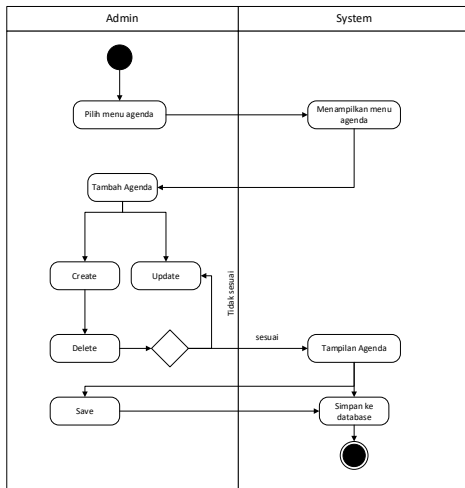 Admin
System
Pilih menu agenda
Menampilkan menu
agenda
Tambah Agenda
Create
Update
Tidak sesuai
sesuai
Delete
Tampilan Agenda
Save
Simpan ke
database